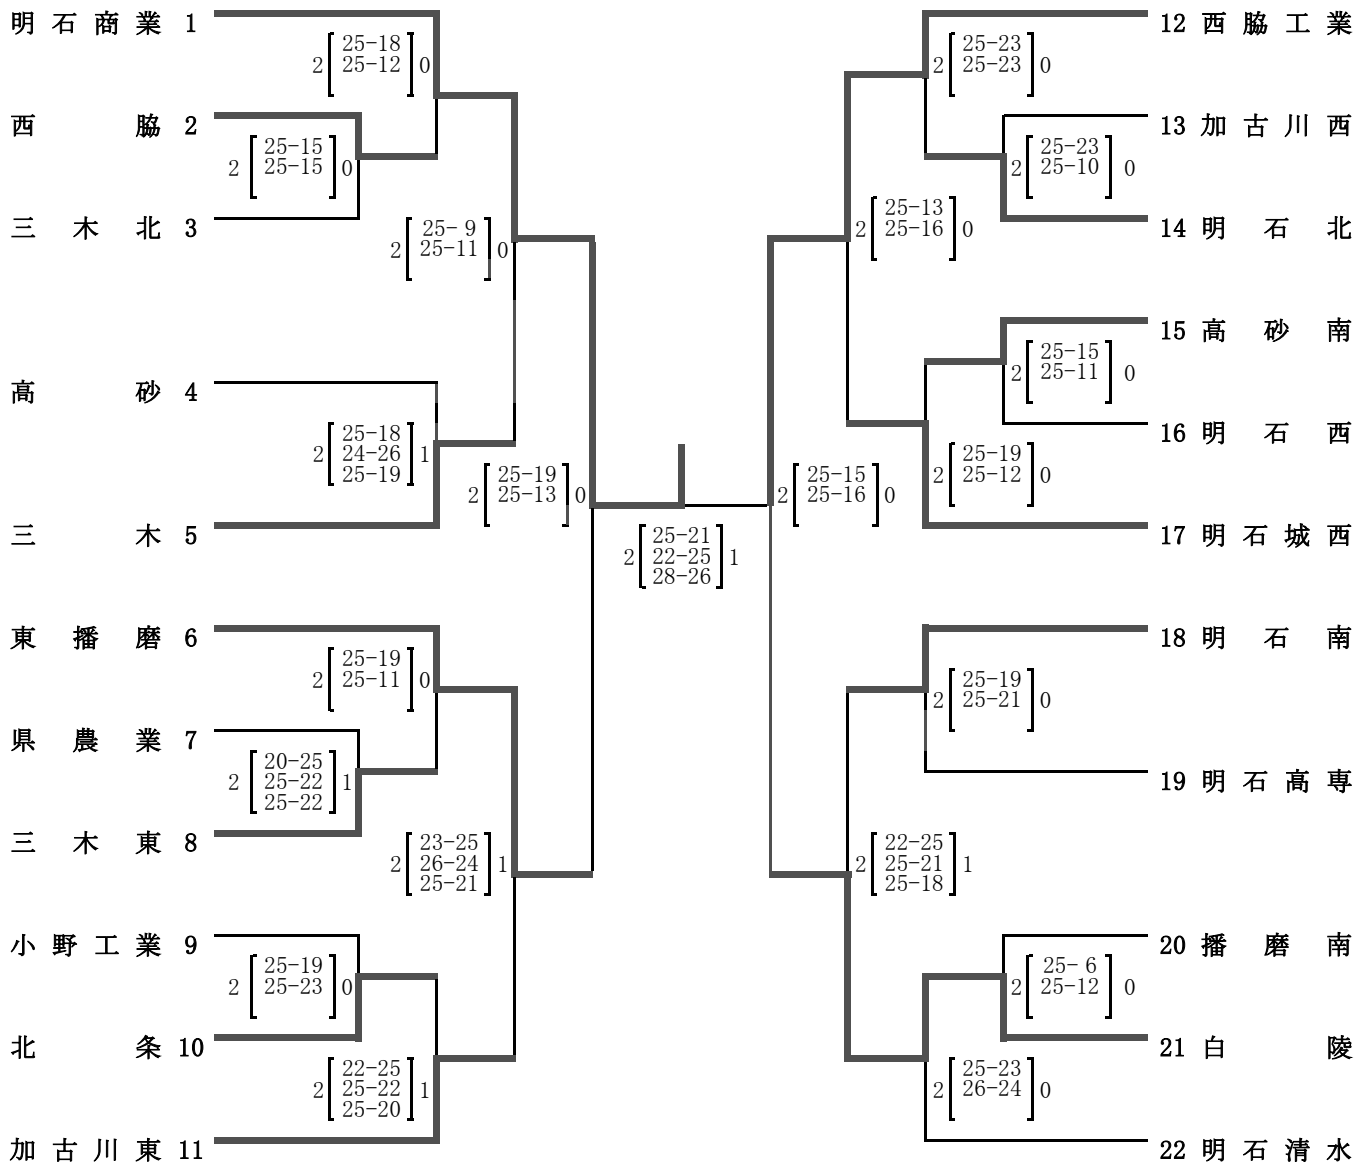 明石商業 1
2 25-18 0
25-12
西脇 2
2 25-15 0
25-15
三木北 3
2 25- 9 0
25-11
高砂 4
2 25-18 1
24-26
25-19
三木 5
2 25-19 0
25-13
東播磨 6
2 25-19 0
25-11
県農業 7
2 20-25 1
25-22
25-22
三木東 8
2 23-25 1
26-24
25-21
小野工業 9
2 25-19 0
25-23
北条 10
2 22-25 1
25-22
25-20
加古川東 11
2 25-21 1
22-25
28-26
12 西脇工業
2 25-23 0
25-23
13 加古川西
2 25-23 0
25-10
14 明石北
2 25-13 0
25-16
15 高砂南
2 25-15 0
25-11
16 明石西
2 25-19 0
25-12
17 明石城西
2 25-15 0
25-16
18 明石南
2 25-19 0
25-21
19 明石高専
2 22-25 1
25-21
25-18
20 播磨南
2 25- 6 0
25-12
21 白陵
2 25-23 0
26-24
22 明石清水